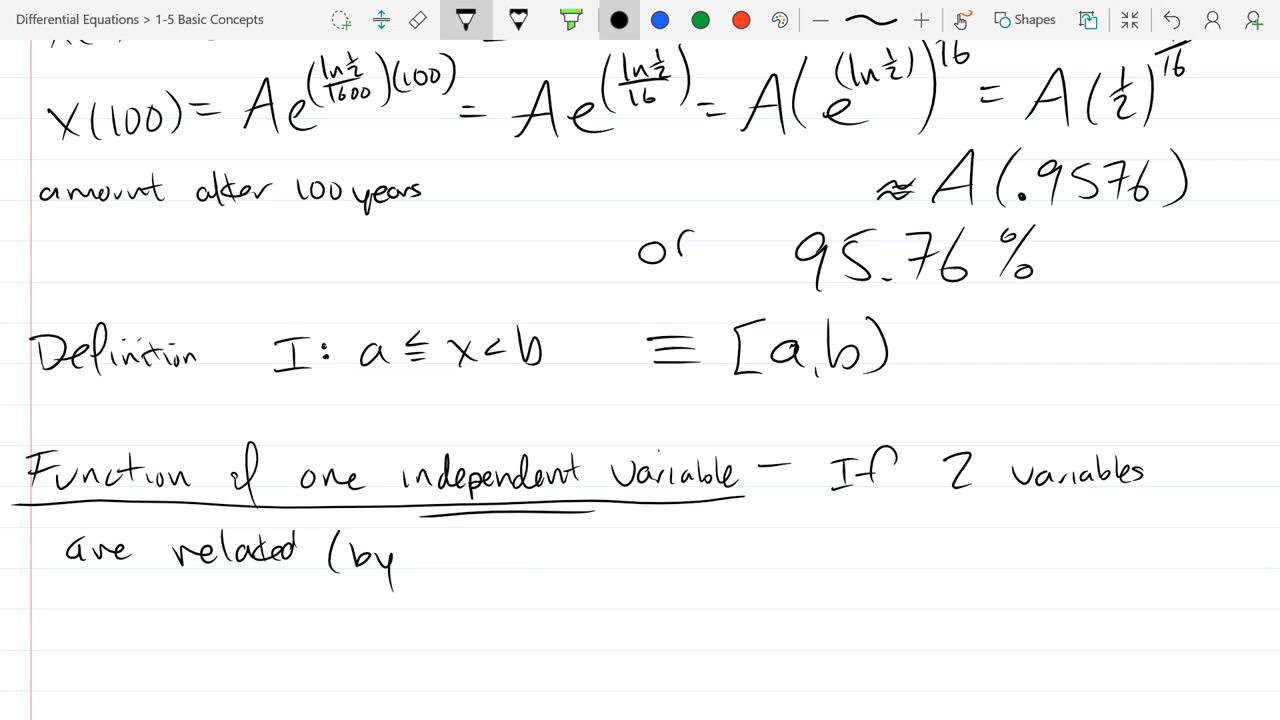 Differential Equations > 1-5 Basic Concepts
Shapes
X(100) = Ae^((ln 1/2)/1600)(100) = Ae^((ln 1/2)/16) = A(e^(ln 1/2))^16 = A(1/2)^1/16
amount after 100 years ≈ A(.9576)
or 95.76 %
Definition I: a ≦ x < b ≡ [a,b)
Function of one independent variable – If 2 variables
are related (by